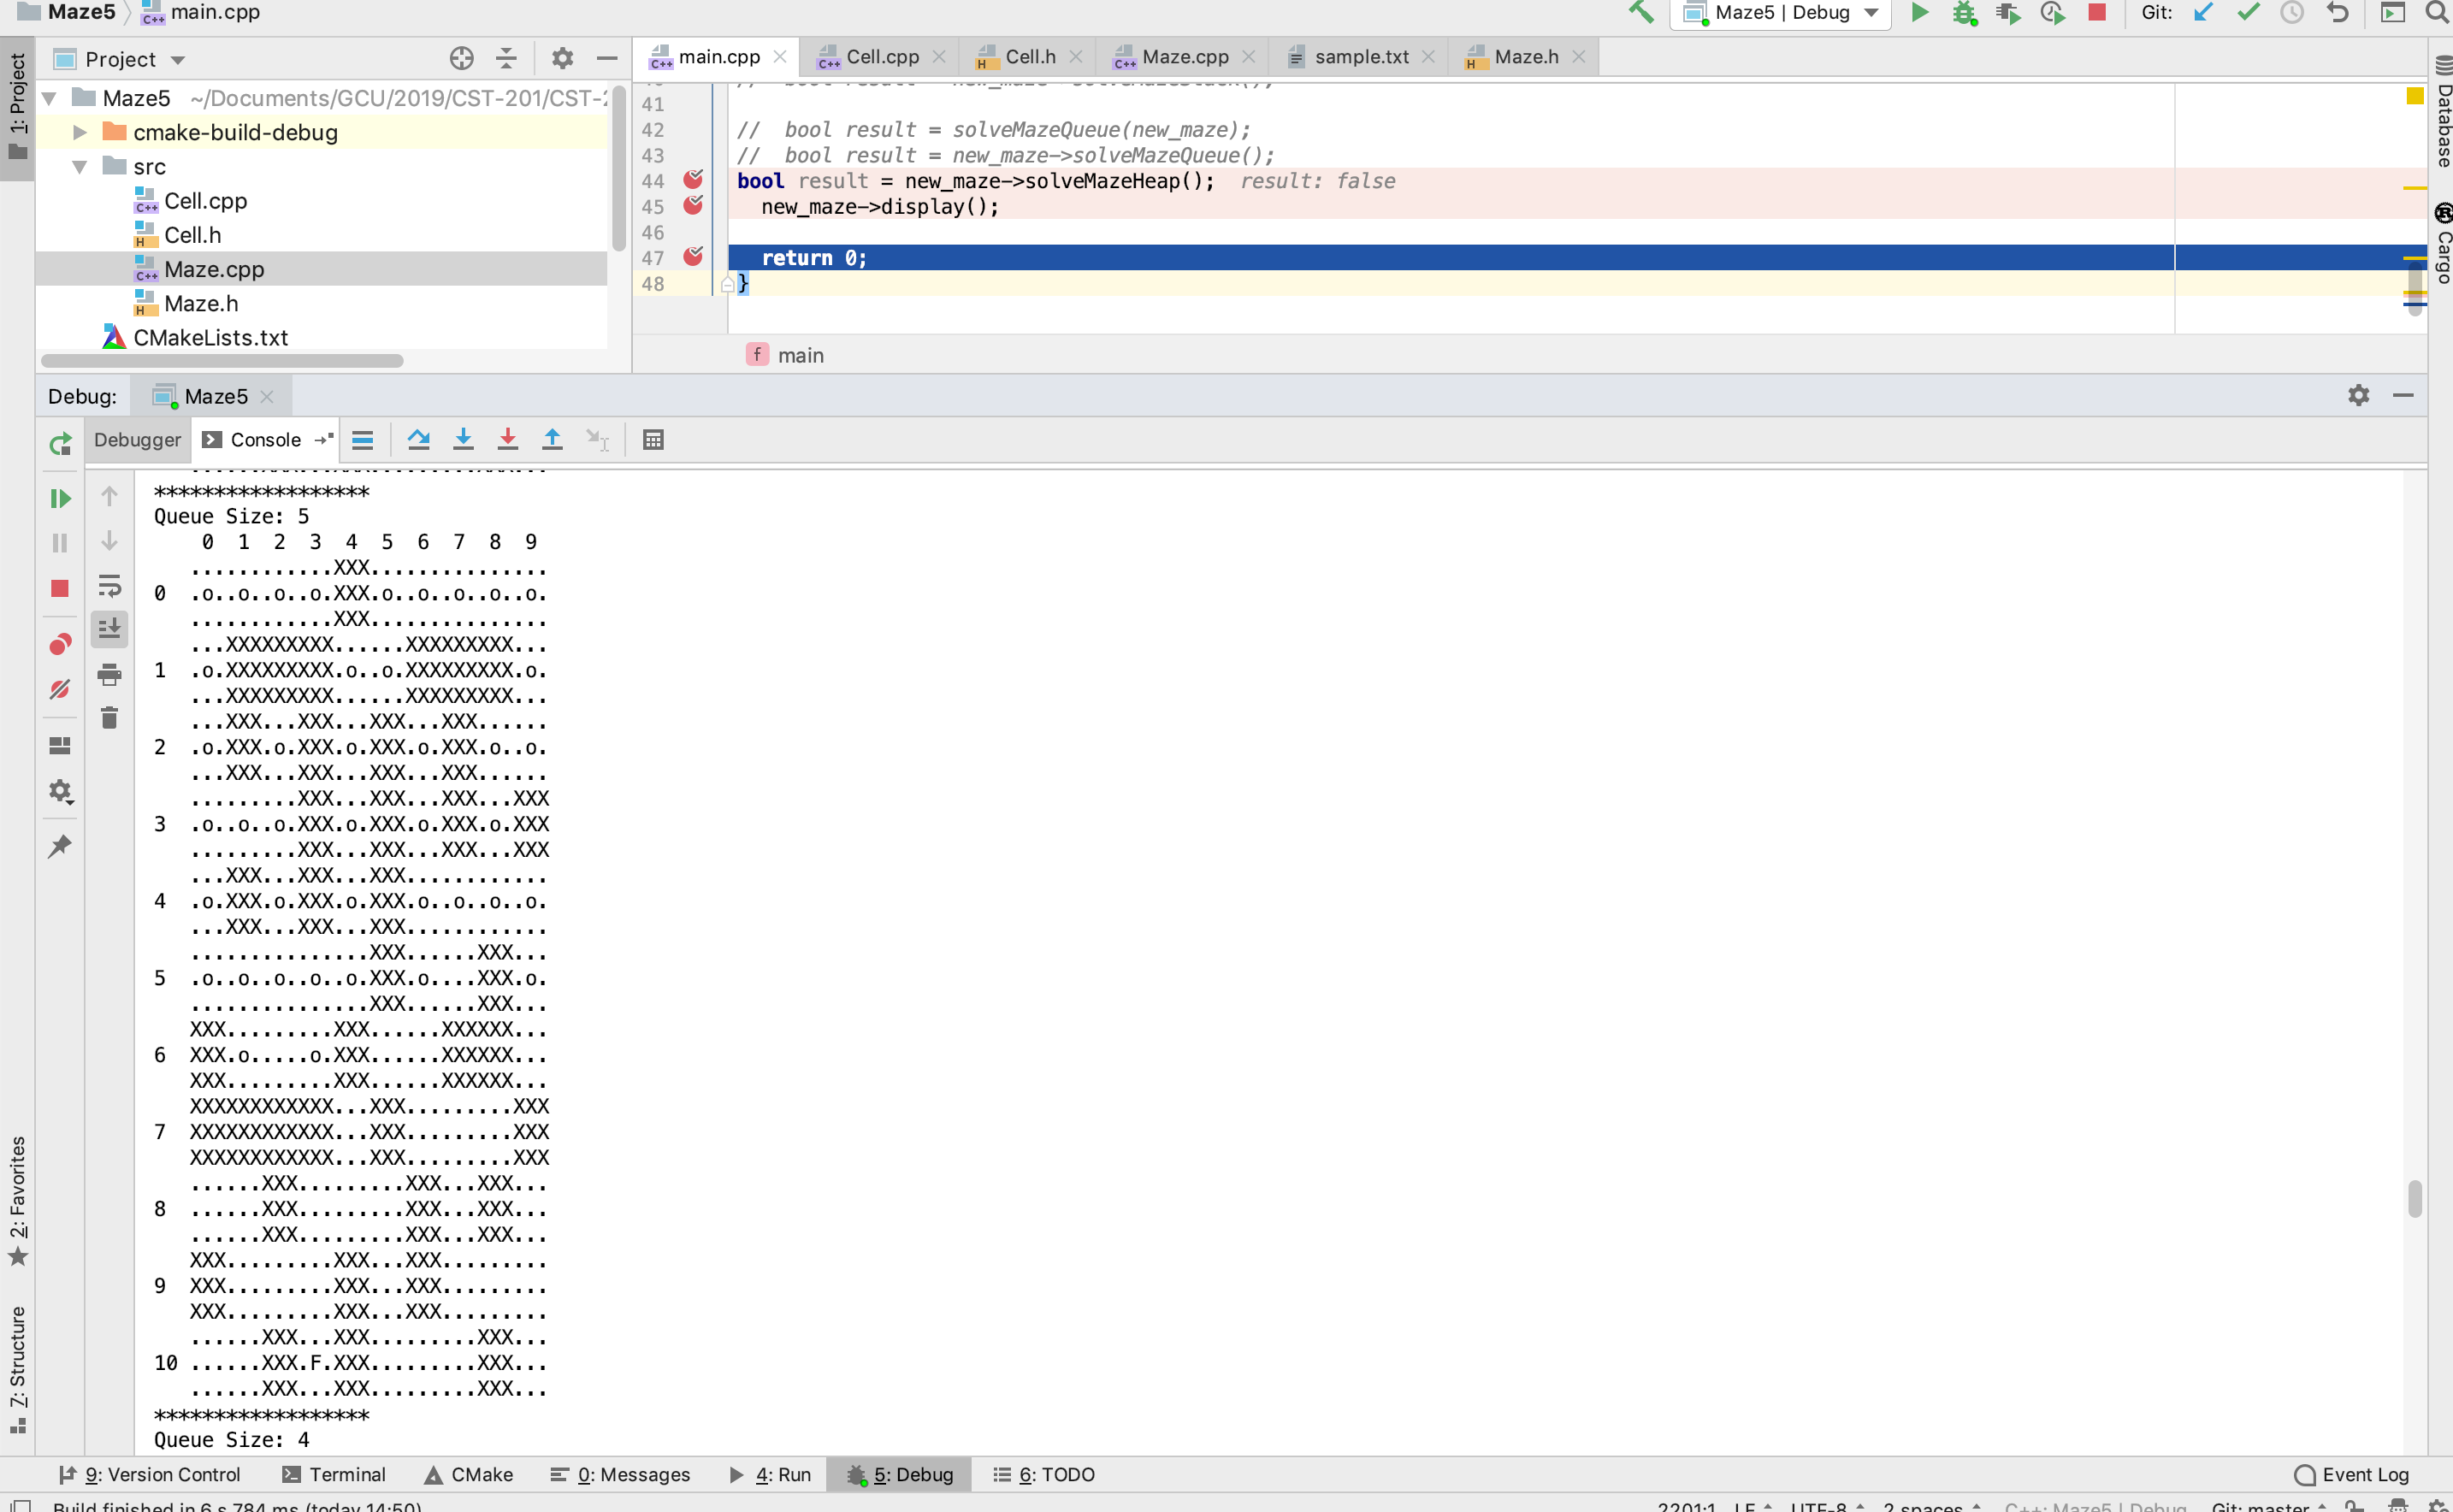 Maze5 main.cpp
Maze5 | Debug
Git:
1: Project
Project
Maze5 ~/Documents/GCU/2019/CST-201/CST-
cmake-build-debug
src
Cell.cpp
Cell.h
Maze.cpp
Maze.h
CMakeLists.txt
main.cpp Cell.cpp Cell.h Maze.cpp sample.txt Maze.h
41
42 // bool result = solveMazeQueue(new_maze);
43 // bool result = new_maze->solveMazeQueue();
44 bool result = new_maze->solveMazeHeap(); result: false
45 new_maze->display();
46
47 return 0;
48 }
f main
Database
Cargo
Debug: Maze5
Debugger Console
******************
Queue Size: 5
0 1 2 3 4 5 6 7 8 9
............XXX...............
0 .o..o..o..o.XXX.o..o..o..o..o.
............XXX...............
...XXXXXXXXX......XXXXXXXXX...
1 .o.XXXXXXXXX.o..o.XXXXXXXXX.o.
...XXXXXXXXX......XXXXXXXXX...
...XXX...XXX...XXX...XXX......
2 .o.XXX.o.XXX.o.XXX.o.XXX.o..o.
...XXX...XXX...XXX...XXX......
.........XXX...XXX...XXX...XXX
3 .o..o..o.XXX.o.XXX.o.XXX.o.XXX
.........XXX...XXX...XXX...XXX
...XXX...XXX...XXX............
4 .o.XXX.o.XXX.o.XXX.o..o..o..o.
...XXX...XXX...XXX............
...............XXX......XXX...
5 .o..o..o..o..o.XXX.o....XXX.o.
...............XXX......XXX...
XXX.........XXX......XXXXXX...
6 XXX.o.....o.XXX......XXXXXX...
XXX.........XXX......XXXXXX...
XXXXXXXXXXXX...XXX.........XXX
7 XXXXXXXXXXXX...XXX.........XXX
XXXXXXXXXXXX...XXX.........XXX
......XXX.........XXX...XXX...
8 ......XXX.........XXX...XXX...
......XXX.........XXX...XXX...
XXX.........XXX...XXX.........
9 XXX.........XXX...XXX.........
XXX.........XXX...XXX.........
......XXX...XXX.........XXX...
10 ......XXX.F.XXX.........XXX...
......XXX...XXX.........XXX...
******************
Queue Size: 4
2: Favorites
7: Structure
9: Version Control Terminal CMake 0: Messages 4: Run 5: Debug 6: TODO Event Log
Build finished in 6 s 784 ms (today 14:50)
2201:1 LF UTF-8 2 spaces C++: Maze5 | Debug Git: master